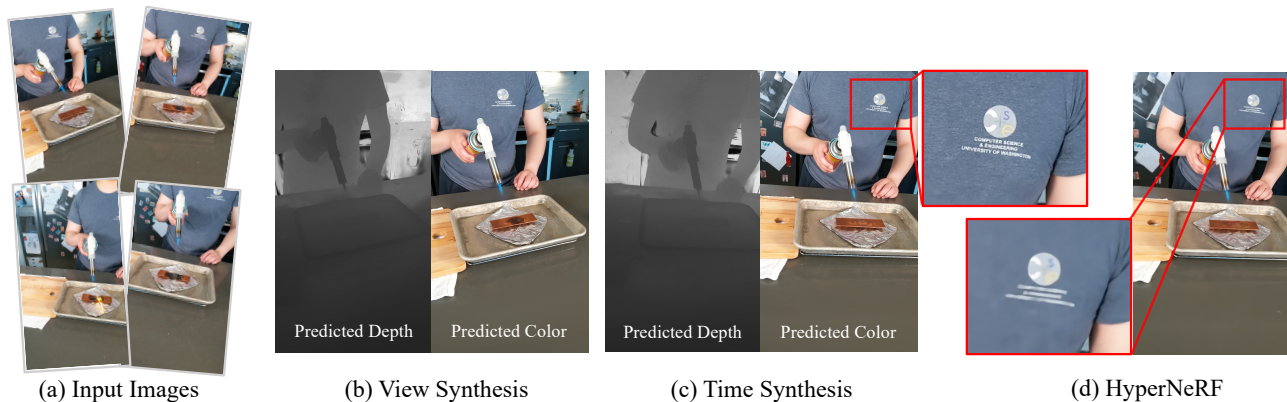 S
COMPUTER SCIENCE
& ENGINEERING
UNIVERSITY OF WASHINGTON
Predicted Depth
Predicted Color
Predicted Depth
Predicted Color
(a) Input Images
(b) View Synthesis
(c) Time Synthesis
(d) HyperNeRF